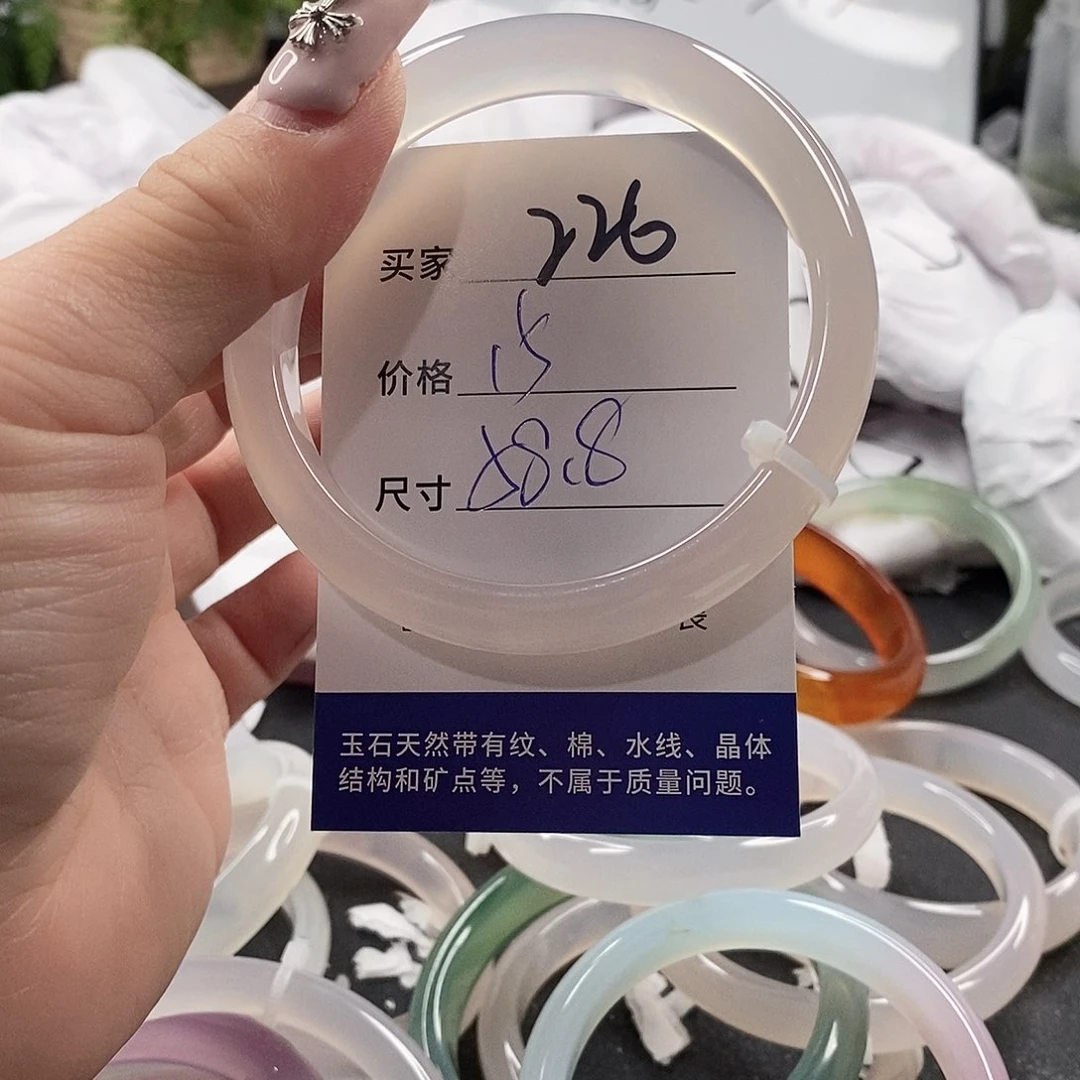 买家 226
价格 15
尺寸 58.8
长
玉石天然带有纹、棉、水线、晶体
结构和矿点等，不属于质量问题。